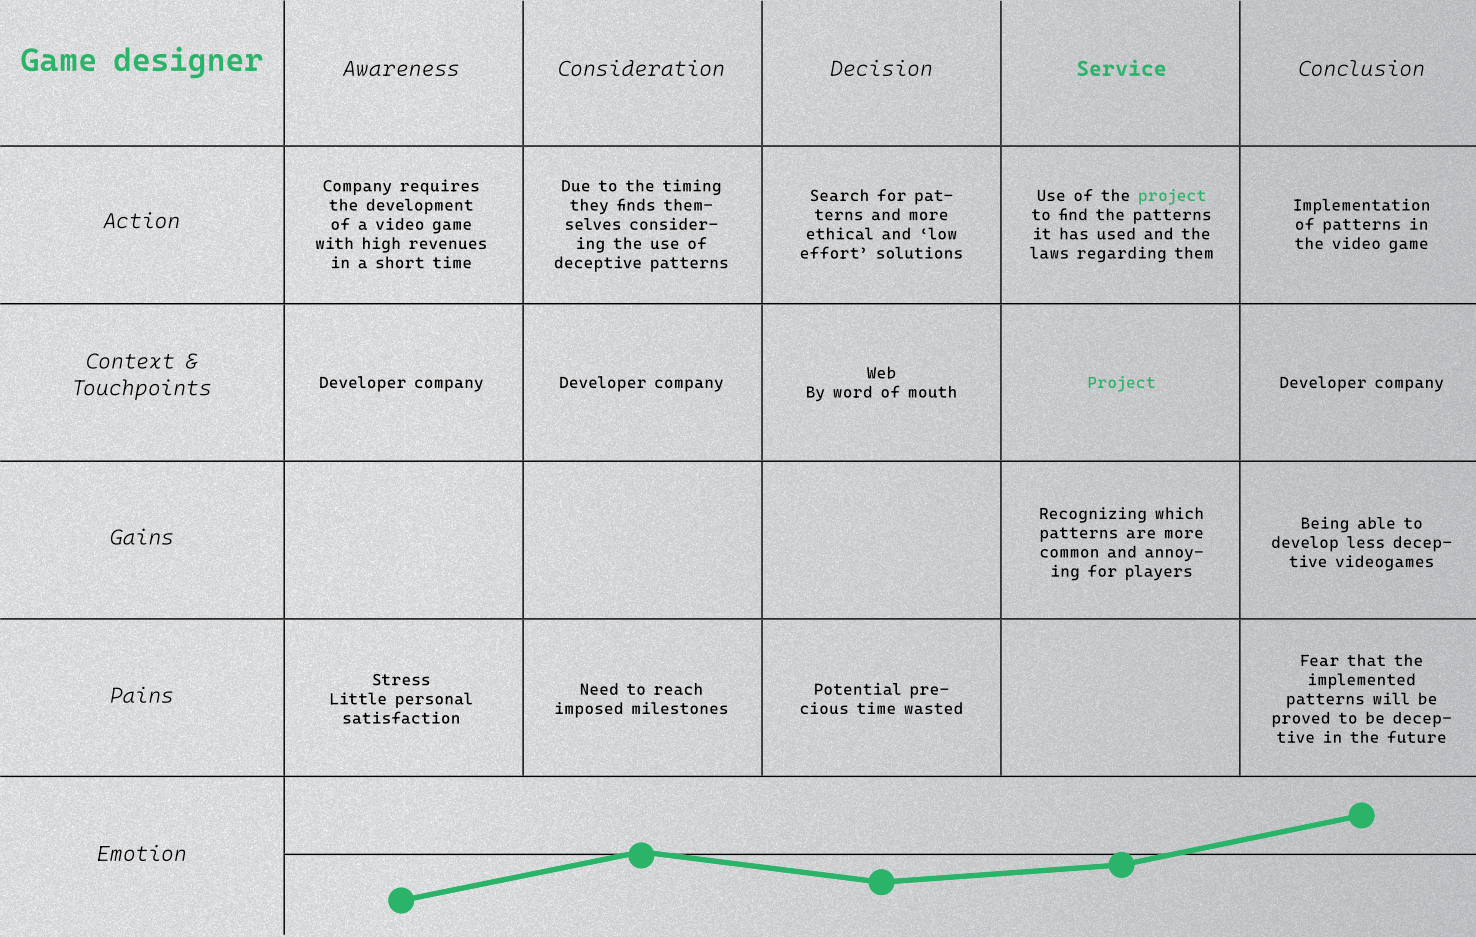 Game designer
Awareness
Consideration
Decision
Service
Conclusion
Action
Company requires
the development
of a video game
with high revenues
in a short time
Due to the timing
they finds them-
selves consider-
ing the use of
deceptive patterns
Search for pat-
terns and more
ethical and ‘low
effort’ solutions
Use of the project
to find the patterns
it has used and the
laws regarding them
Implementation
of patterns in
the video game
Context &
Touchpoints
Developer company
Developer company
Web
By word of mouth
Project
Developer company
Gains
Recognizing which
patterns are more
common and annoy-
ing for players
Being able to
develop less decep-
tive videogames
Pains
Stress
Little personal
satisfaction
Need to reach
imposed milestones
Potential pre-
cious time wasted
Fear that the
implemented
patterns will be
proved to be decep-
tive in the future
Emotion